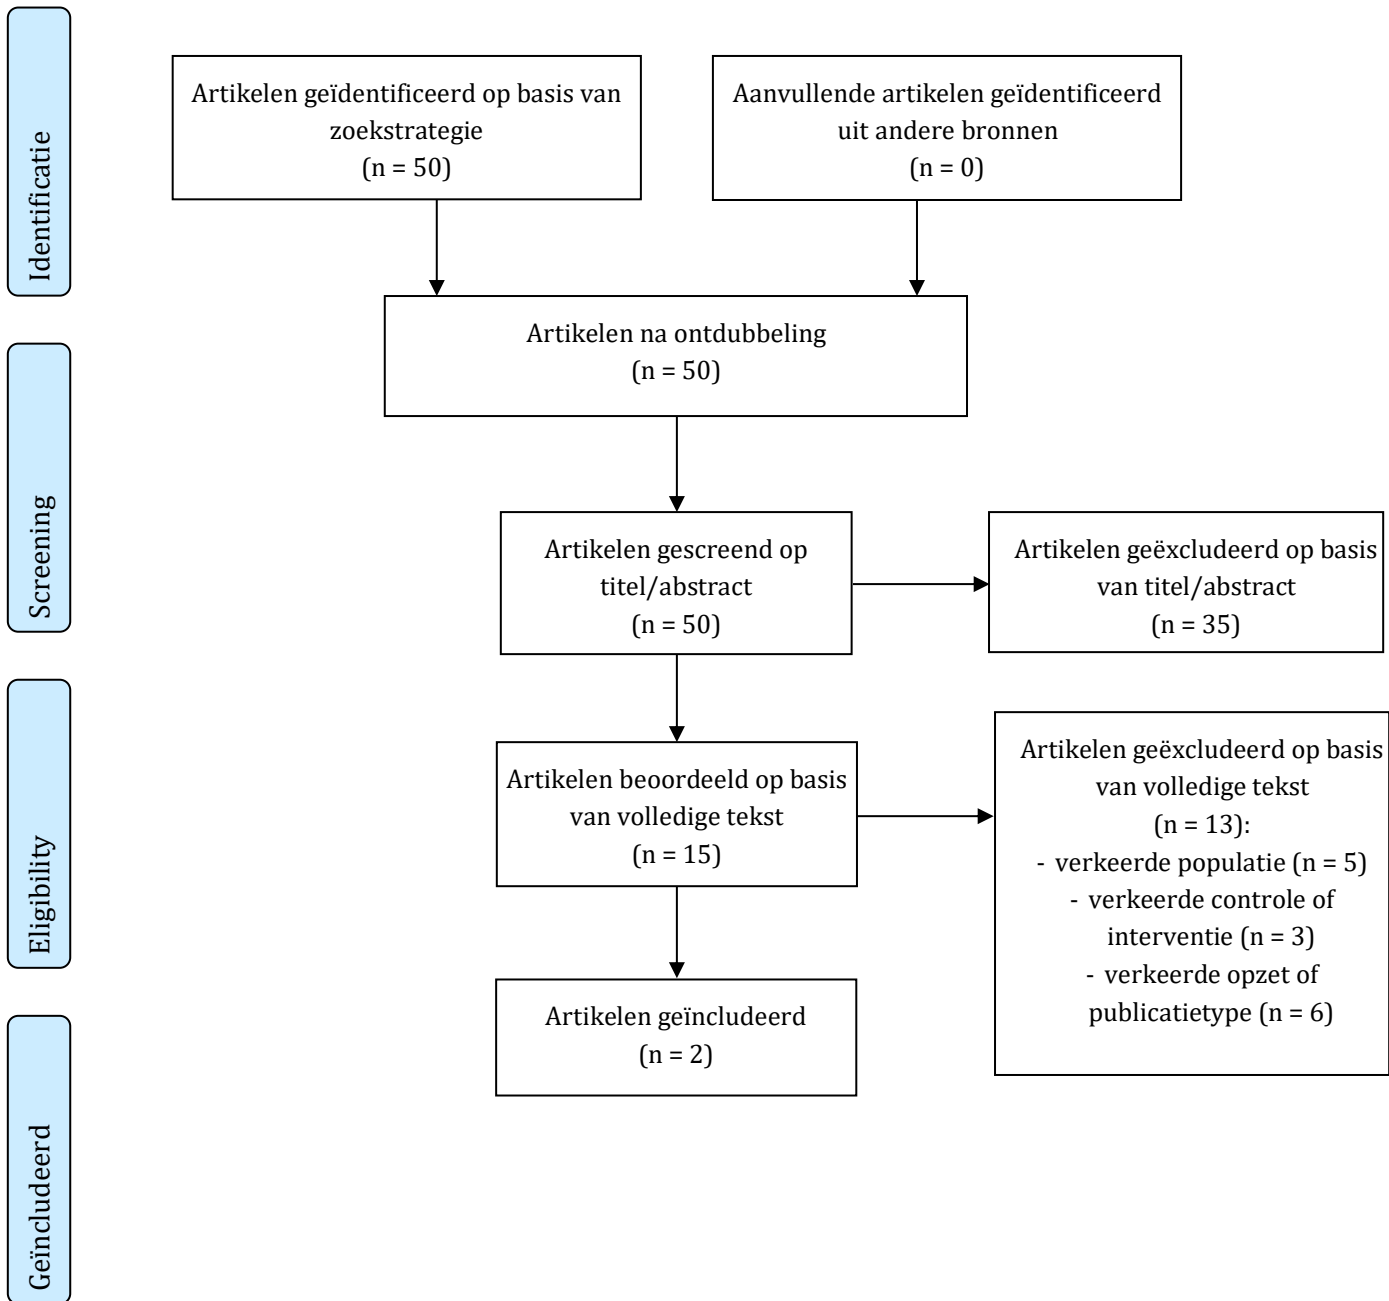 Identificatie
Artikelen geïdentificeerd op basis van
zoekstrategie
(n = 50)
Aanvullende artikelen geïdentificeerd
uit andere bronnen
(n = 0)
Artikelen na ontdubbeling
(n = 50)
Screening
Artikelen gescreend op
titel/abstract
(n = 50)
Artikelen geëxcludeerd op basis
van titel/abstract
(n = 35)
Eligibility
Artikelen beoordeeld op basis
van volledige tekst
(n = 15)
Artikelen geëxcludeerd op basis
van volledige tekst
(n = 13):
- verkeerde populatie (n = 5)
- verkeerde controle of
interventie (n = 3)
- verkeerde opzet of
publicatietype (n = 6)
Geïncludeerd
Artikelen geïncludeerd
(n = 2)